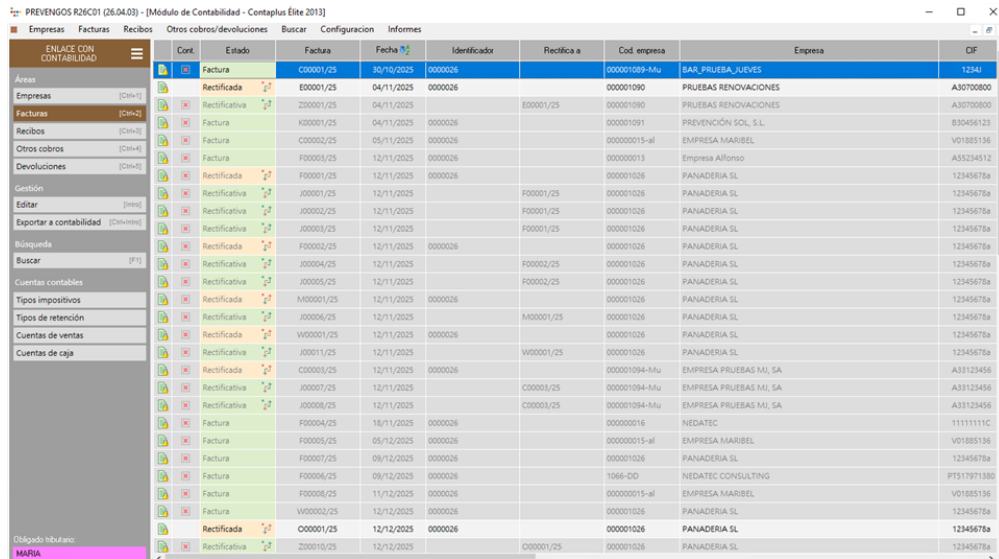 PREVENGOS R26C01 (26.04.03) - [Módulo de Contabilidad - Contaplus Élite 2013]
Empresas Facturas Recibos Otros cobros/devoluciones Buscar Configuracion Informes
ENLACE CON CONTABILIDAD
Áreas
Empresas [Ctrl+1]
Facturas [Ctrl+2]
Recibos [Ctrl+3]
Otros cobros [Ctrl+4]
Devoluciones [Ctrl+5]
Gestión
Editar [Intro]
Exportar a contabilidad [Ctrl+Intro]
Búsqueda
Buscar [F1]
Cuentas contables
Tipos impositivos
Tipos de retención
Cuentas de ventas
Cuentas de caja
Obligado tributario:
MARIA
Cont. Estado Factura Fecha Identificador Rectifica a Cod. empresa Empresa CIF
Factura C00001/25 30/10/2025 0000026 000001089-Mu BAR_PRUEBA_JUEVES 1234J
Rectificada E00001/25 04/11/2025 0000026 000001090 PRUEBAS RENOVACIONES A30700800
Rectificativa Z00001/25 04/11/2025 E00001/25 000001090 PRUEBAS RENOVACIONES A30700800
Factura K00001/25 04/11/2025 0000026 000001091 PREVENCIÓN SOL, S.L. B30456123
Factura C00002/25 05/11/2025 0000026 000000015-al EMPRESA MARIBEL V01885136
Factura F00003/25 12/11/2025 0000026 000000013 Empresa Alfonso A55234512
Rectificada F00001/25 12/11/2025 0000026 000001026 PANADERIA SL 12345678a
Rectificativa J00001/25 12/11/2025 F00001/25 000001026 PANADERIA SL 12345678a
Rectificativa J00002/25 12/11/2025 F00001/25 000001026 PANADERIA SL 12345678a
Rectificativa J00003/25 12/11/2025 F00001/25 000001026 PANADERIA SL 12345678a
Rectificada F00002/25 12/11/2025 0000026 000001026 PANADERIA SL 12345678a
Rectificativa J00004/25 12/11/2025 F00002/25 000001026 PANADERIA SL 12345678a
Rectificativa J00005/25 12/11/2025 F00002/25 000001026 PANADERIA SL 12345678a
Rectificada M00001/25 12/11/2025 0000026 000001026 PANADERIA SL 12345678a
Rectificativa J00006/25 12/11/2025 M00001/25 000001026 PANADERIA SL 12345678a
Rectificada W00001/25 12/11/2025 0000026 000001026 PANADERIA SL 12345678a
Rectificativa J00011/25 12/11/2025 W00001/25 000001026 PANADERIA SL 12345678a
Rectificada C00003/25 12/11/2025 0000026 000001094-Mu EMPRESA PRUEBAS MJ, SA A33123456
Rectificativa J00007/25 12/11/2025 C00003/25 000001094-Mu EMPRESA PRUEBAS MJ, SA A33123456
Rectificativa J00008/25 12/11/2025 C00003/25 000001094-Mu EMPRESA PRUEBAS MJ, SA A33123456
Factura F00004/25 18/11/2025 0000026 000000016 NEDATEC 11111111C
Factura F00005/25 05/12/2025 0000026 000000015-al EMPRESA MARIBEL V01885136
Factura F00007/25 09/12/2025 0000026 000001026 PANADERIA SL 12345678a
Factura F00006/25 09/12/2025 0000026 1066-DD NEDATEC CONSULTING PT517971380
Factura F00008/25 11/12/2025 0000026 000000015-al EMPRESA MARIBEL V01885136
Factura W00002/25 12/12/2025 0000026 000001026 PANADERIA SL 12345678a
Rectificada O00001/25 12/12/2025 0000026 000001026 PANADERIA SL 12345678a
Rectificativa Z00010/25 12/12/2025 O00001/25 000001026 PANADERIA SL 12345678a